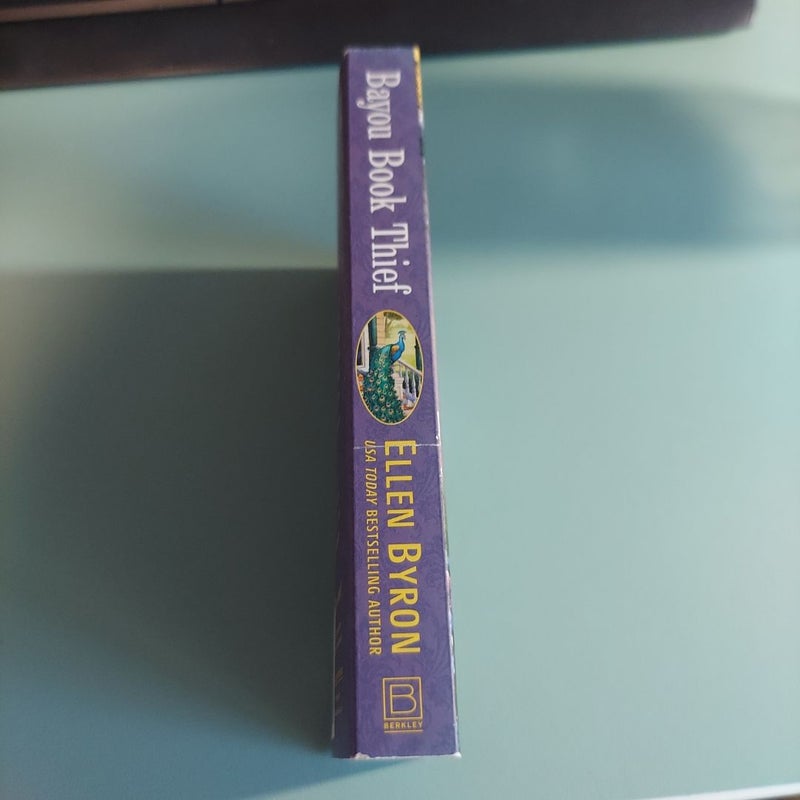 Bayou Book Thief
ELLEN BYRON
USA TODAY BESTSELLING AUTHOR
B
BERKLEY